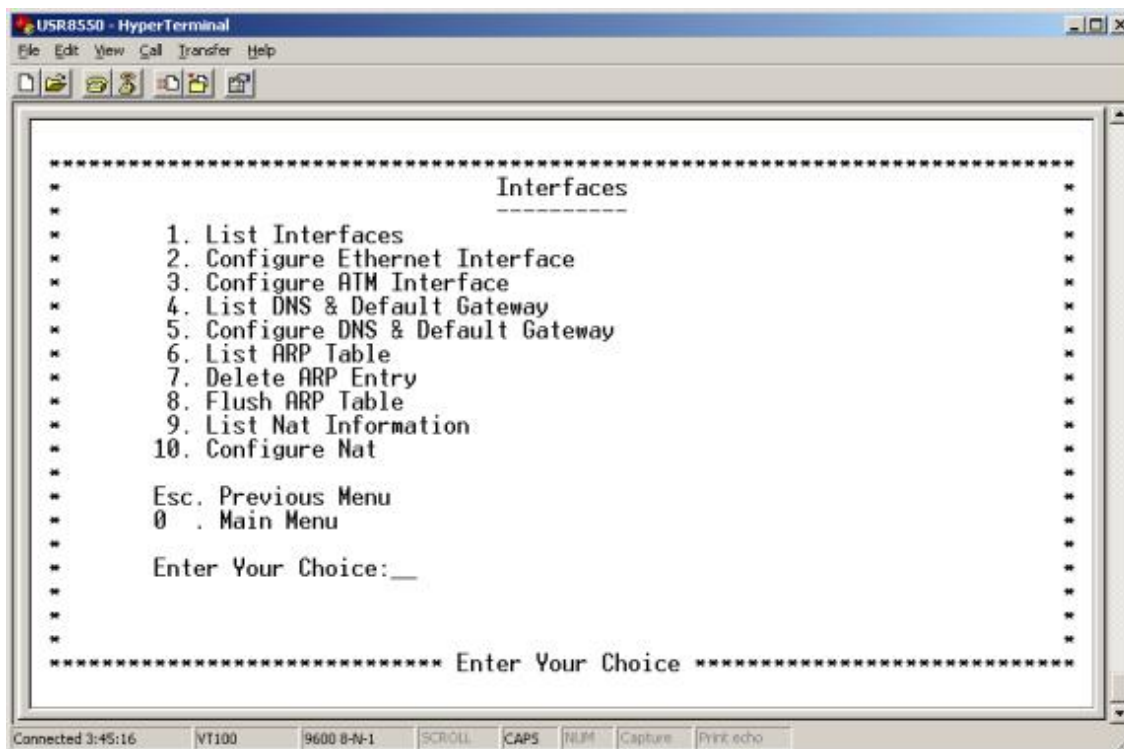 USR8550 - HyperTerminal
File Edit View Call Transfer Help
*******************************************************************************
* Interfaces *
* ---------- *
* 1. List Interfaces *
* 2. Configure Ethernet Interface *
* 3. Configure ATM Interface *
* 4. List DNS & Default Gateway *
* 5. Configure DNS & Default Gateway *
* 6. List ARP Table *
* 7. Delete ARP Entry *
* 8. Flush ARP Table *
* 9. List Nat Information *
* 10. Configure Nat *
* *
* Esc. Previous Menu *
* 0 . Main Menu *
* *
* Enter Your Choice:__ *
* *
* *
* *
****************************** Enter Your Choice *****************************
Connected 3:45:16 VT100 9600 8-N-1 SCROLL CAPS NUM Capture Print echo